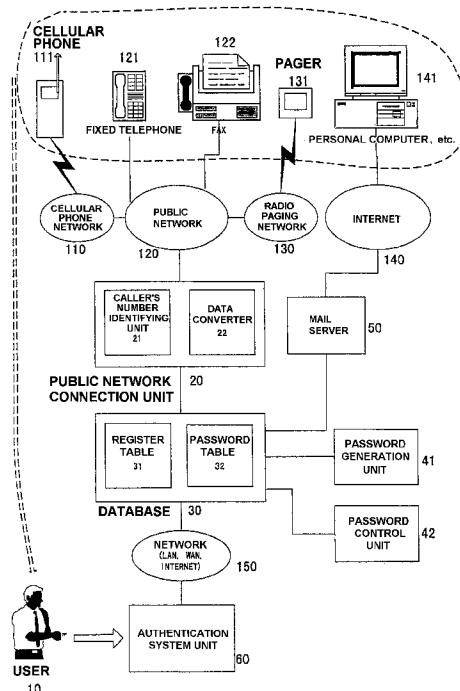 CELLULAR
PHONE
111
121
FIXED TELEPHONE
122
FAX
PAGER
131
141
PERSONAL COMPUTER, etc.
CELLULAR
PHONE
NETWORK
110
PUBLIC
NETWORK
120
RADIO
PAGING
NETWORK
130
INTERNET
140
CALLER'S
NUMBER
IDENTIFYING
UNIT
21
DATA
CONVERTER
22
MAIL
SERVER
50
PUBLIC NETWORK
CONNECTION UNIT
20
REGISTER
TABLE
31
PASSWORD
TABLE
32
PASSWORD
GENERATION
UNIT
41
DATABASE
30
PASSWORD
CONTROL
UNIT
42
NETWORK
(LAN, WAN,
INTERNET)
150
AUTHENTICATION
SYSTEM UNIT
60
USER
10